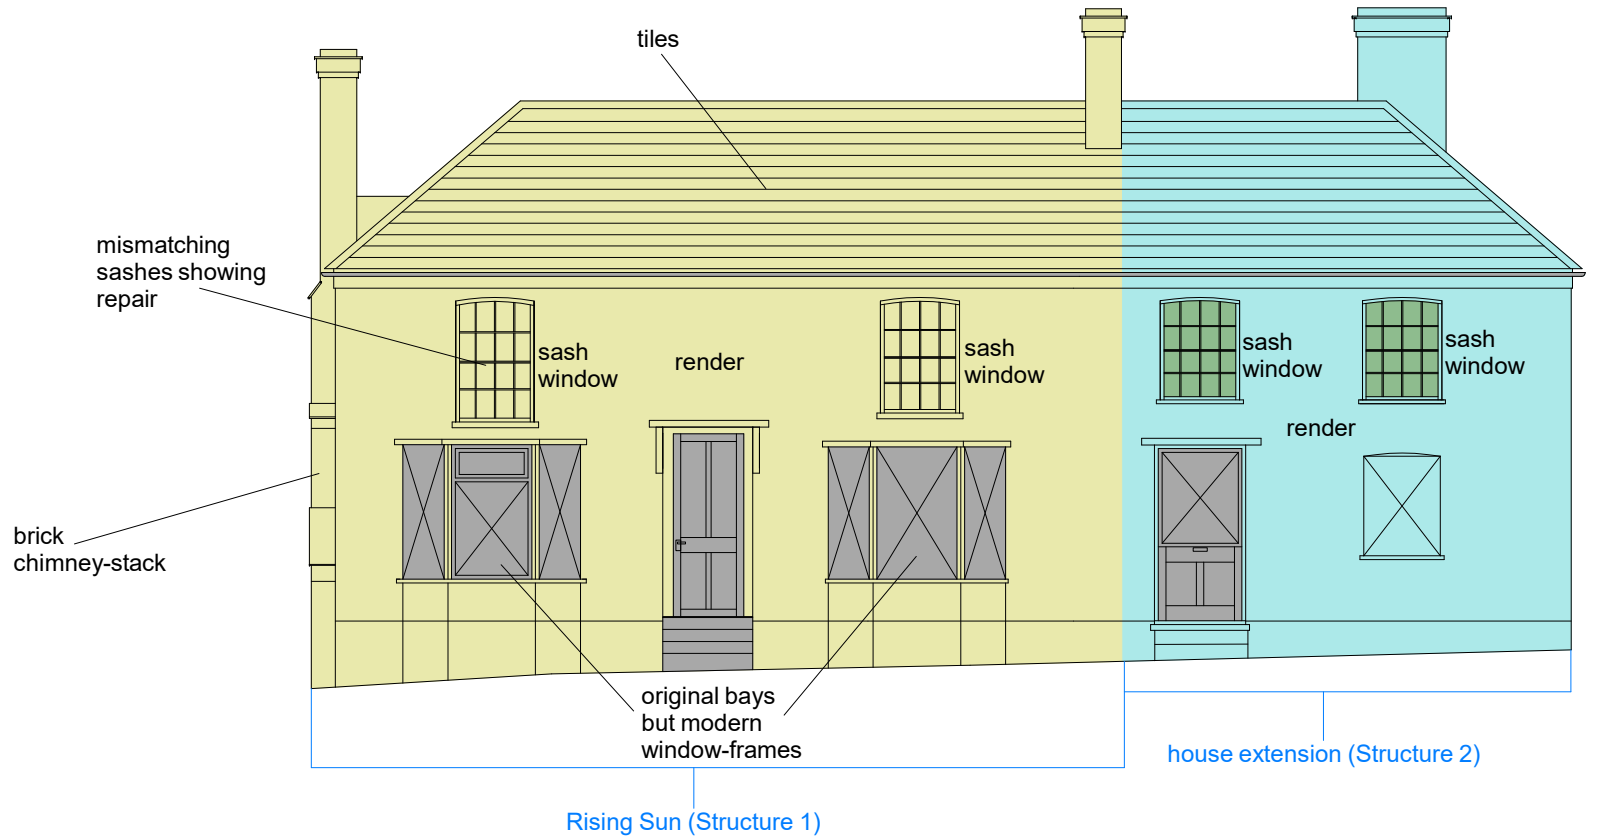 tiles
mismatching
sashes showing
repair
sash
window
render
sash
window
sash
window
sash
window
render
brick
chimney-stack
original bays
but modern
window-frames
house extension (Structure 2)
Rising Sun (Structure 1)